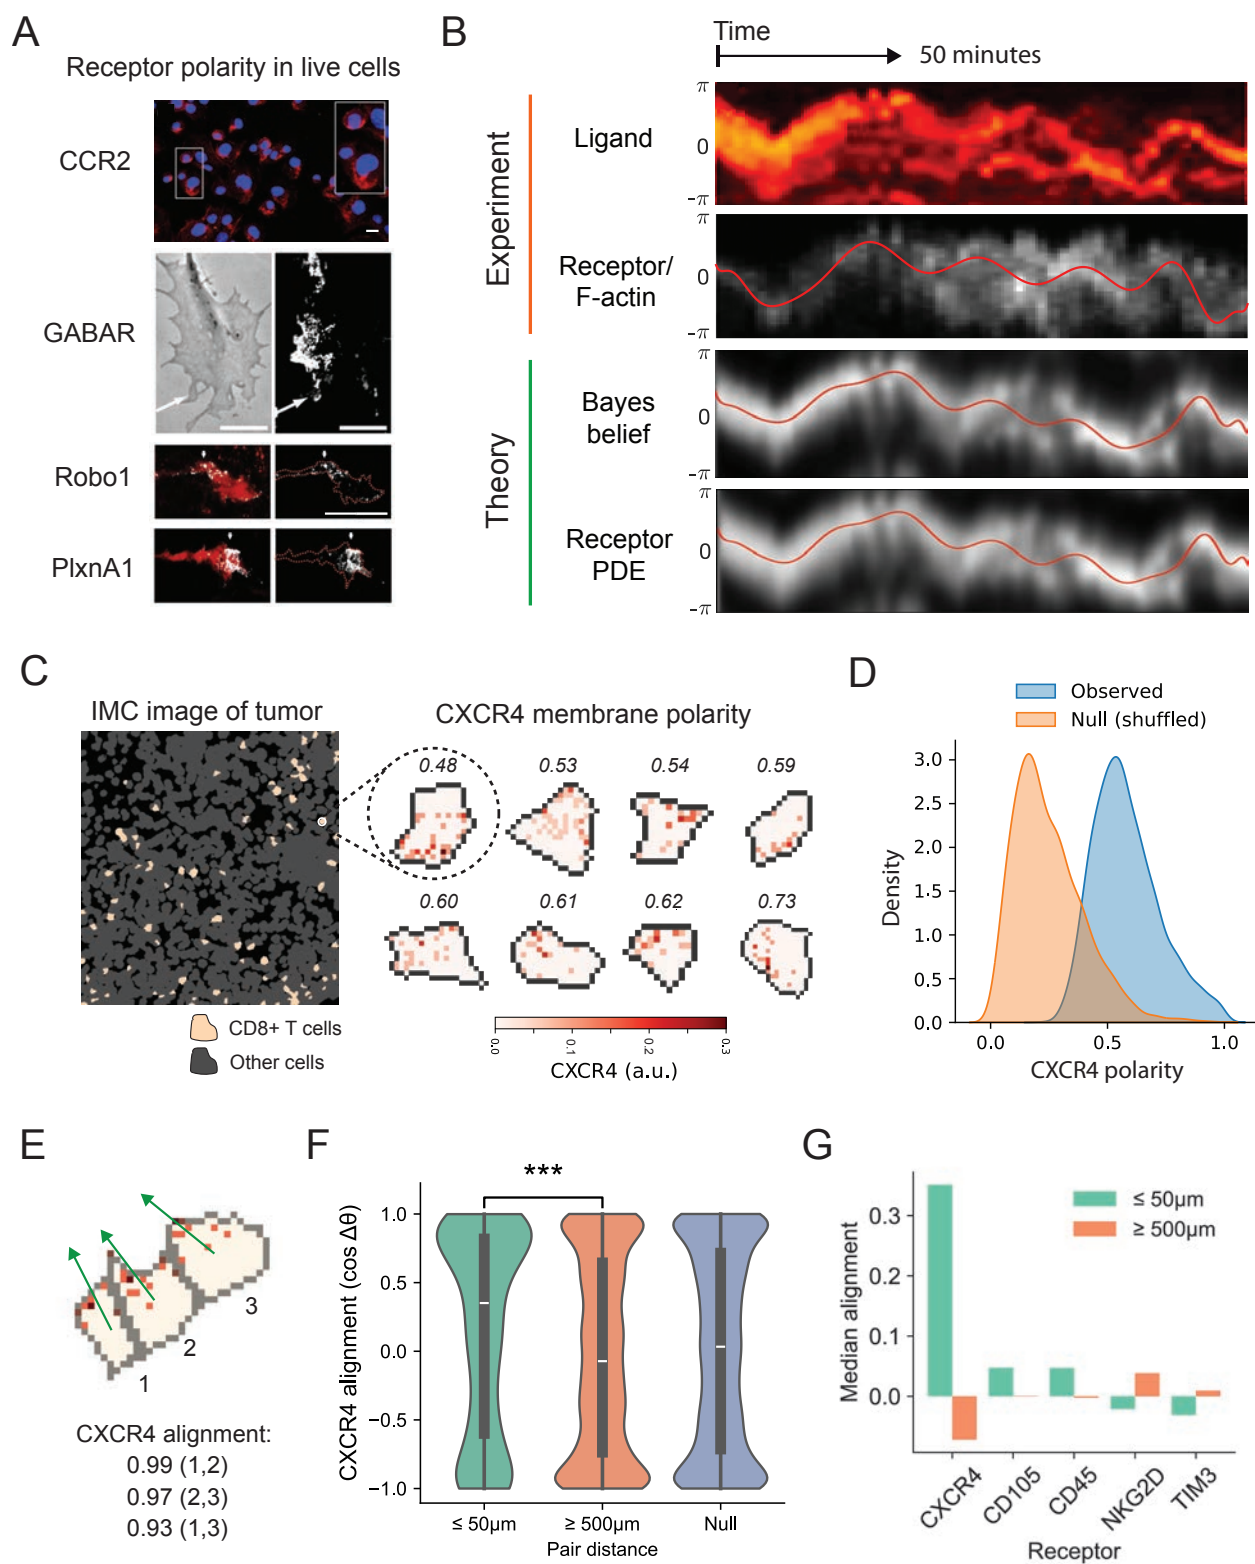 A
Receptor polarity in live cells
CCR2
GABAR
Robo1
PlxnA1
B
Time
50 minutes
Experiment
Theory
Ligand
π
0
-π
Receptor/
F-actin
π
0
-π
Bayes
belief
π
0
-π
Receptor
PDE
π
0
-π
C
IMC image of tumor
CD8+ T cells
Other cells
CXCR4 membrane polarity
0.48 0.53 0.54 0.59
0.60 0.61 0.62 0.73
0.0 0.1 0.2 0.3
CXCR4 (a.u.)
D
Observed
Null (shuffled)
Density
3.0
2.5
2.0
1.5
1.0
0.5
0.0
0.0 0.5 1.0
CXCR4 polarity
E
1
2
3
CXCR4 alignment:
0.99 (1,2)
0.97 (2,3)
0.93 (1,3)
F
***
CXCR4 alignment (cos Δθ)
1.0
0.5
0.0
−0.5
−1.0
≤ 50μm ≥ 500μm Null
Pair distance
G
≤ 50μm
≥ 500μm
Median alignment
0.3
0.2
0.1
0.0
CXCR4 CD105 CD45 NKG2D TIM3
Receptor